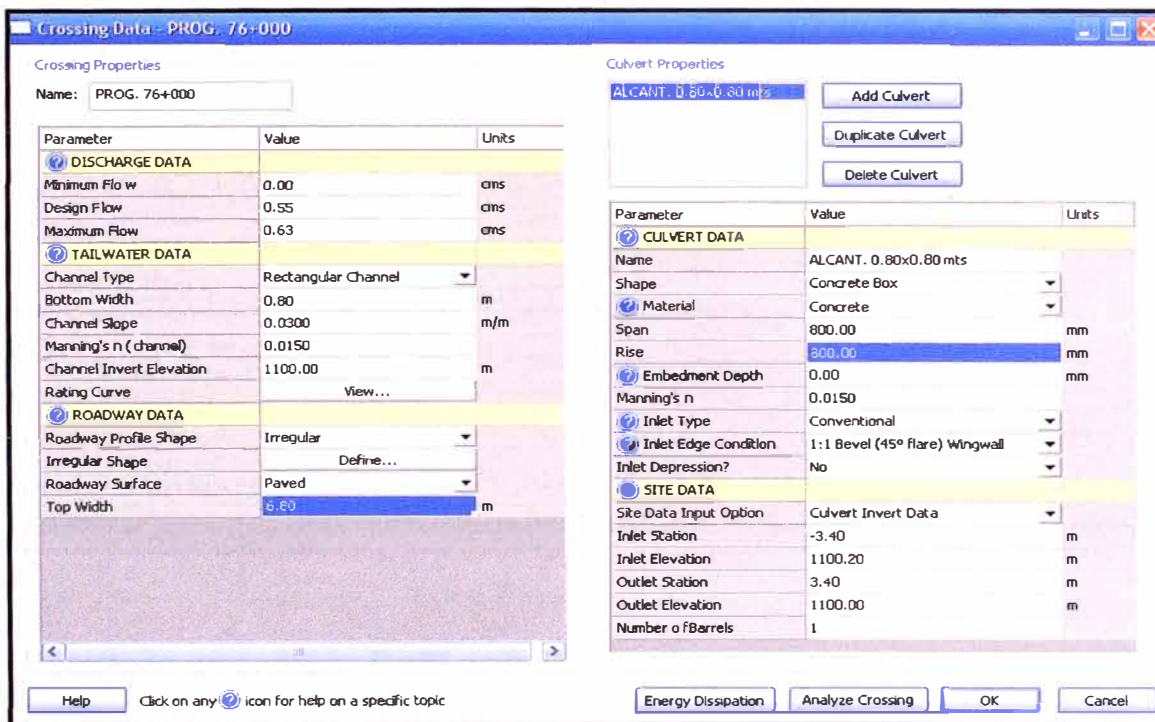 Crossing Data - PROG. 76+000
Crossing Properties
Name: PROG. 76+000
Parameter Value Units
DISCHARGE DATA
Minimum Flow 0.00 cms
Design Flow 0.55 cms
Maximum Flow 0.63 cms
TAILWATER DATA
Channel Type Rectangular Channel
Bottom Width 0.80 m
Channel Slope 0.0300 m/m
Manning's n (channel) 0.0150
Channel Invert Elevation 1100.00 m
Rating Curve View...
ROADWAY DATA
Roadway Profile Shape Irregular
Irregular Shape Define...
Roadway Surface Paved
Top Width 6.80 m
Culvert Properties
ALCANT. 0.80x0.80 mts
Add Culvert
Duplicate Culvert
Delete Culvert
Parameter Value Units
CULVERT DATA
Name ALCANT. 0.80x0.80 mts
Shape Concrete Box
Material Concrete
Span 800.00 mm
Rise 800.00 mm
Embedment Depth 0.00 mm
Manning's n 0.0150
Inlet Type Conventional
Inlet Edge Condition 1:1 Bevel (45º flare) Wingwall
Inlet Depression? No
SITE DATA
Site Data Input Option Culvert Invert Data
Inlet Station -3.40 m
Inlet Elevation 1100.20 m
Outlet Station 3.40 m
Outlet Elevation 1100.00 m
Number of Barrels 1
Help Click on any ? icon for help on a specific topic Energy Dissipation Analyze Crossing OK Cancel